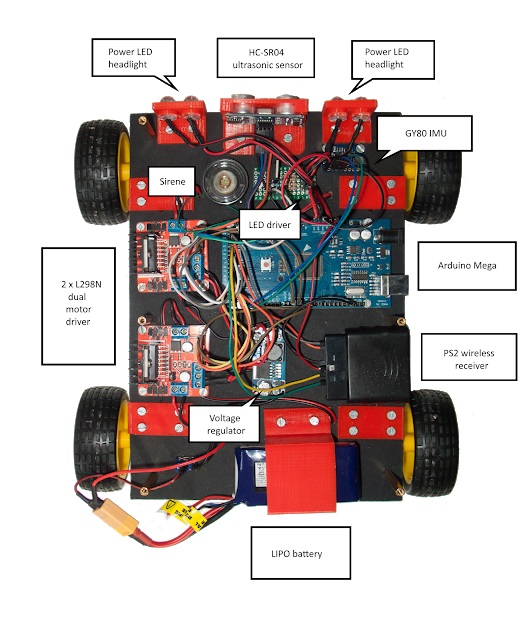 Power LED
headlight
HC-SR04
ultrasonic sensor
Power LED
headlight
GY80 IMU
Sirene
LED driver
2 x L298N
dual
motor
driver
Arduino Mega
PS2 wireless
receiver
Voltage
regulator
LIPO battery